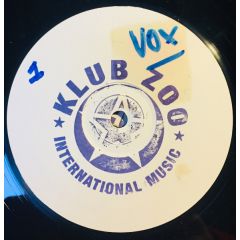 1
VOX
KLUB ZOO
INTERNATIONAL MUSIC